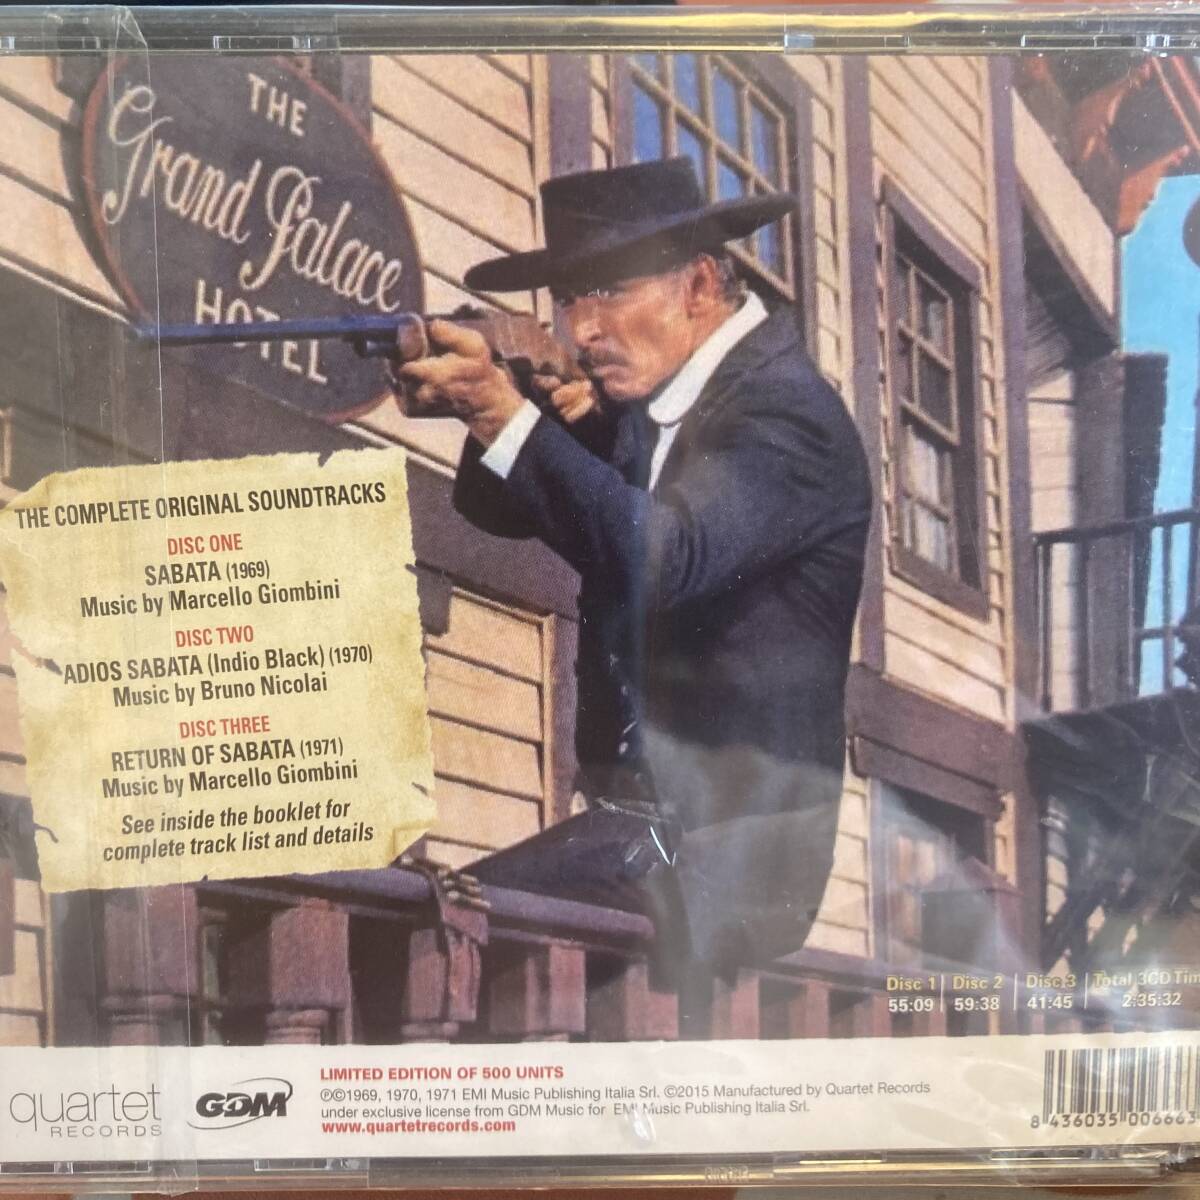 THE
Grand Palace
HOTEL
THE COMPLETE ORIGINAL SOUNDTRACKS
DISC ONE
SABATA (1969)
Music by Marcello Giombini
DISC TWO
ADIOS SABATA (Indio Black) (1970)
Music by Bruno Nicolai
DISC THREE
RETURN OF SABATA (1971)
Music by Marcello Giombini
See inside the booklet for
complete track list and details
Disc 1 | Disc 2 | Disc 3 | Total 3CD Tim
55:09 | 59:38 | 41:45 | 2:35:32
quartet
RECORDS
GDM
LIMITED EDITION OF 500 UNITS
℗©1969, 1970, 1971 EMI Music Publishing Italia Srl. ©2015 Manufactured by Quartet Records
under exclusive license from GDM Music for EMI Music Publishing Italia Srl.
www.quartetrecords.com
8 436035 006663